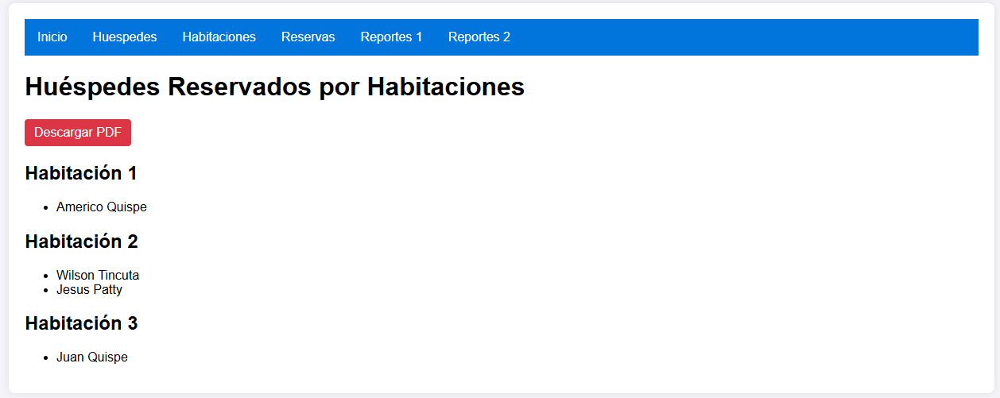 Inicio Huespedes Habitaciones Reservas Reportes 1 Reportes 2
Huéspedes Reservados por Habitaciones
Descargar PDF
Habitación 1
Americo Quispe
Habitación 2
Wilson Tincuta
Jesus Patty
Habitación 3
Juan Quispe